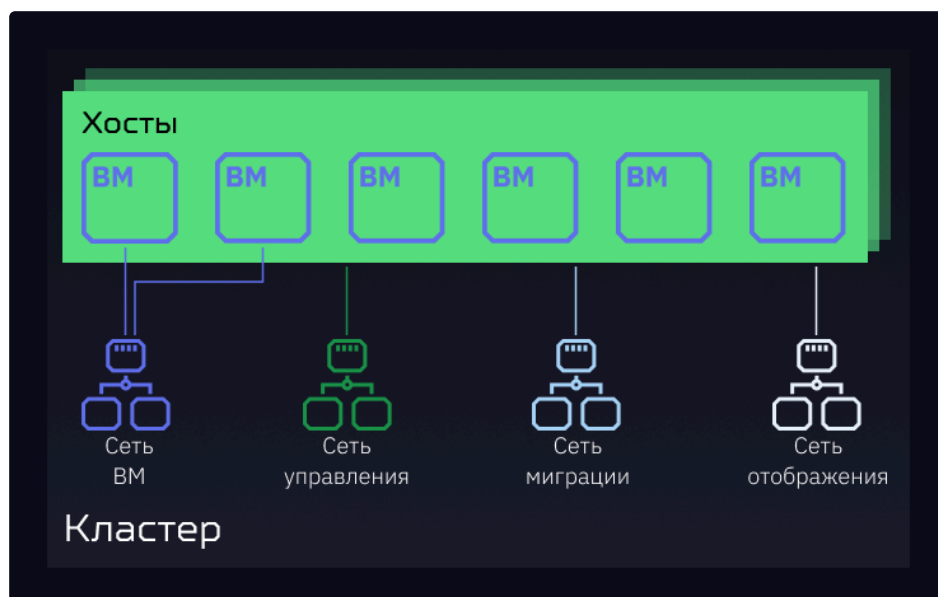 Хосты
ВМ ВМ ВМ ВМ ВМ ВМ
Сеть ВМ
Сеть управления
Сеть миграции
Сеть отображения
Кластер